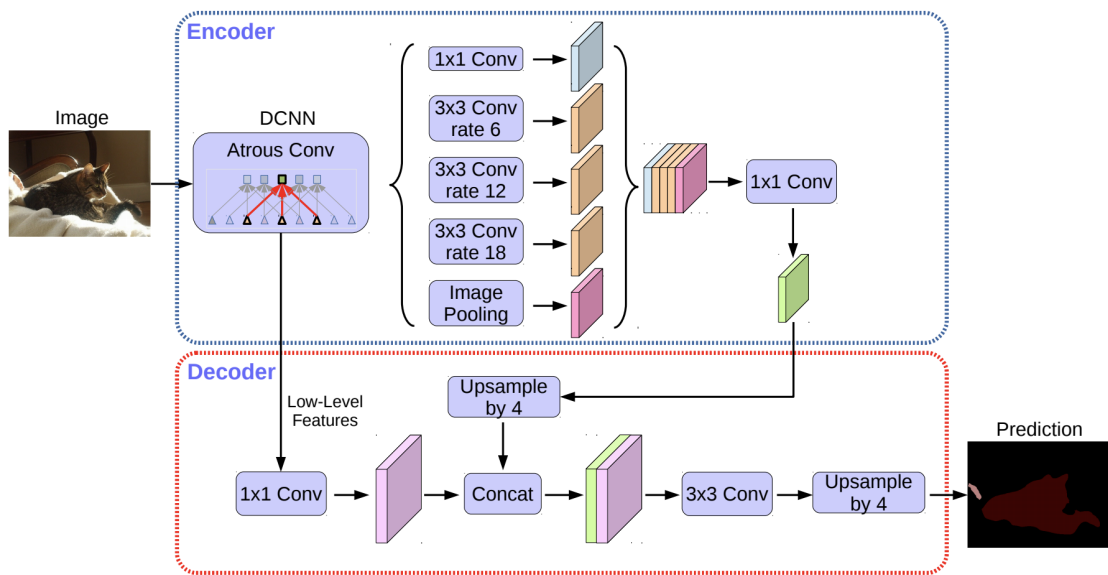 Encoder
Image
DCNN
Atrous Conv
1x1 Conv
3x3 Conv
rate 6
3x3 Conv
rate 12
3x3 Conv
rate 18
Image
Pooling
1x1 Conv
Decoder
Low-Level
Features
Upsample
by 4
1x1 Conv
Concat
3x3 Conv
Upsample
by 4
Prediction